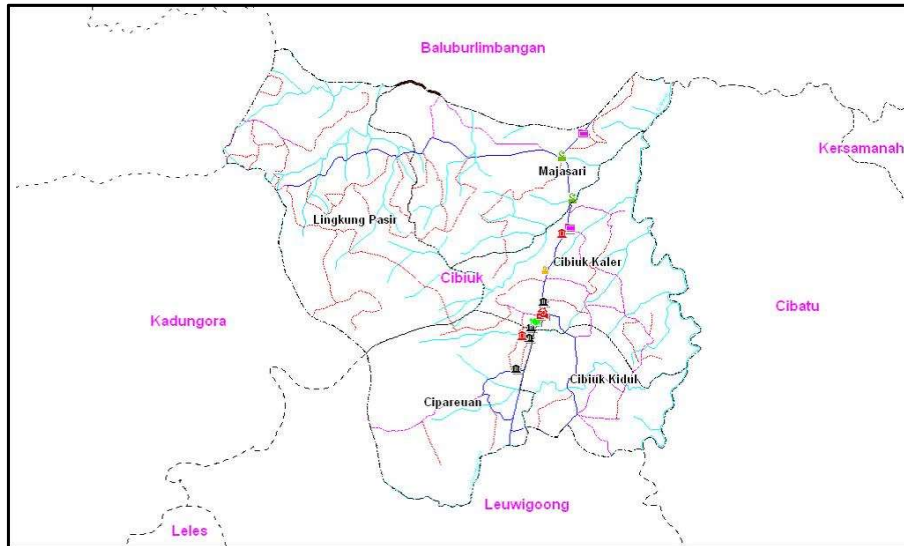 Baluburlimbangan
Kersamanah
Majasari
Lingkung Pasir
Cibiuk Kaler
Cibiuk
Cibatu
Kadungora
Cibiuk Kidul
Cipareuan
Leuwigoong
Leles